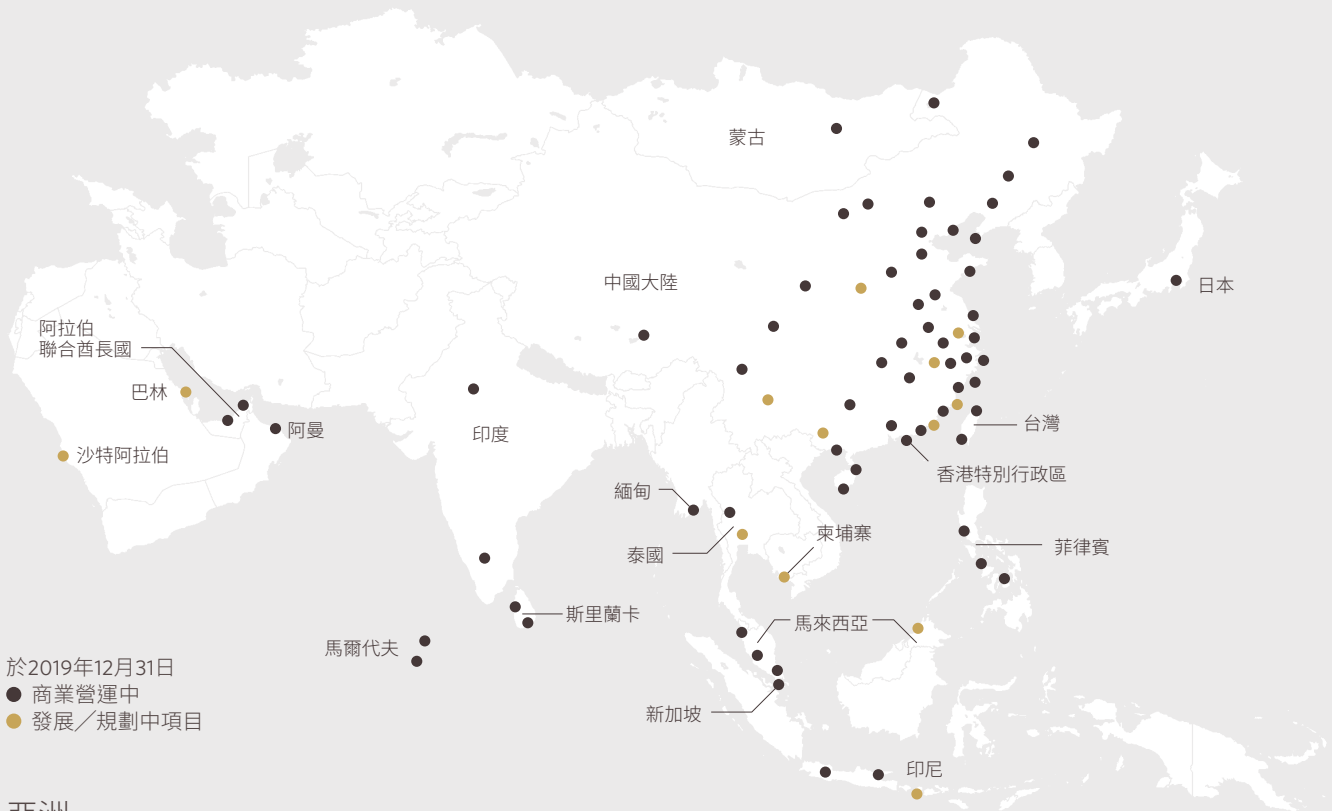 蒙古
中國大陸
日本
阿拉伯
聯合酋長國
巴林
阿曼
印度
台灣
沙特阿拉伯
香港特別行政區
緬甸
柬埔寨
泰國
菲律賓
斯里蘭卡
馬來西亞
馬爾代夫
於2019年12月31日
商業營運中
發展／規劃中項目
新加坡
印尼
亞洲